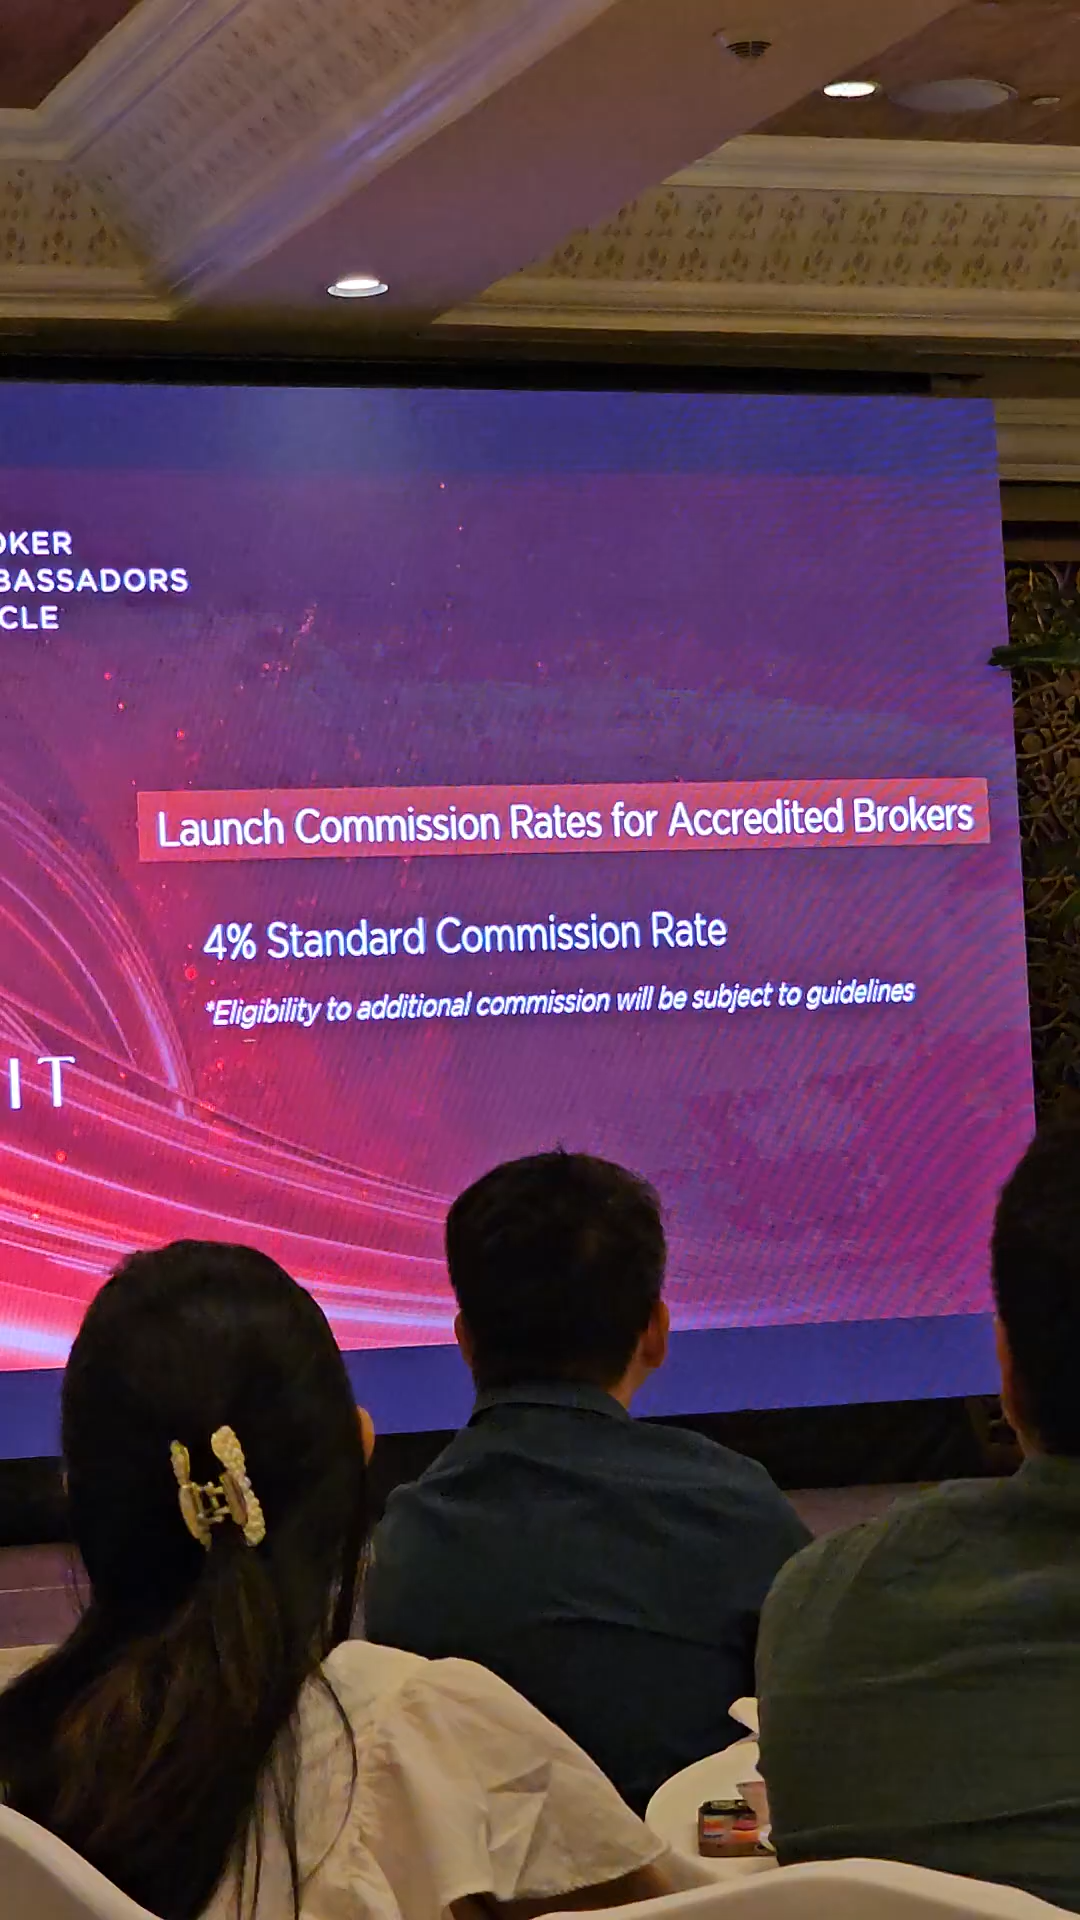 OKER
BASSADORS
CLE
Launch Commission Rates for Accredited Brokers
4% Standard Commission Rate
*Eligibility to additional commission will be subject to guidelines
IT